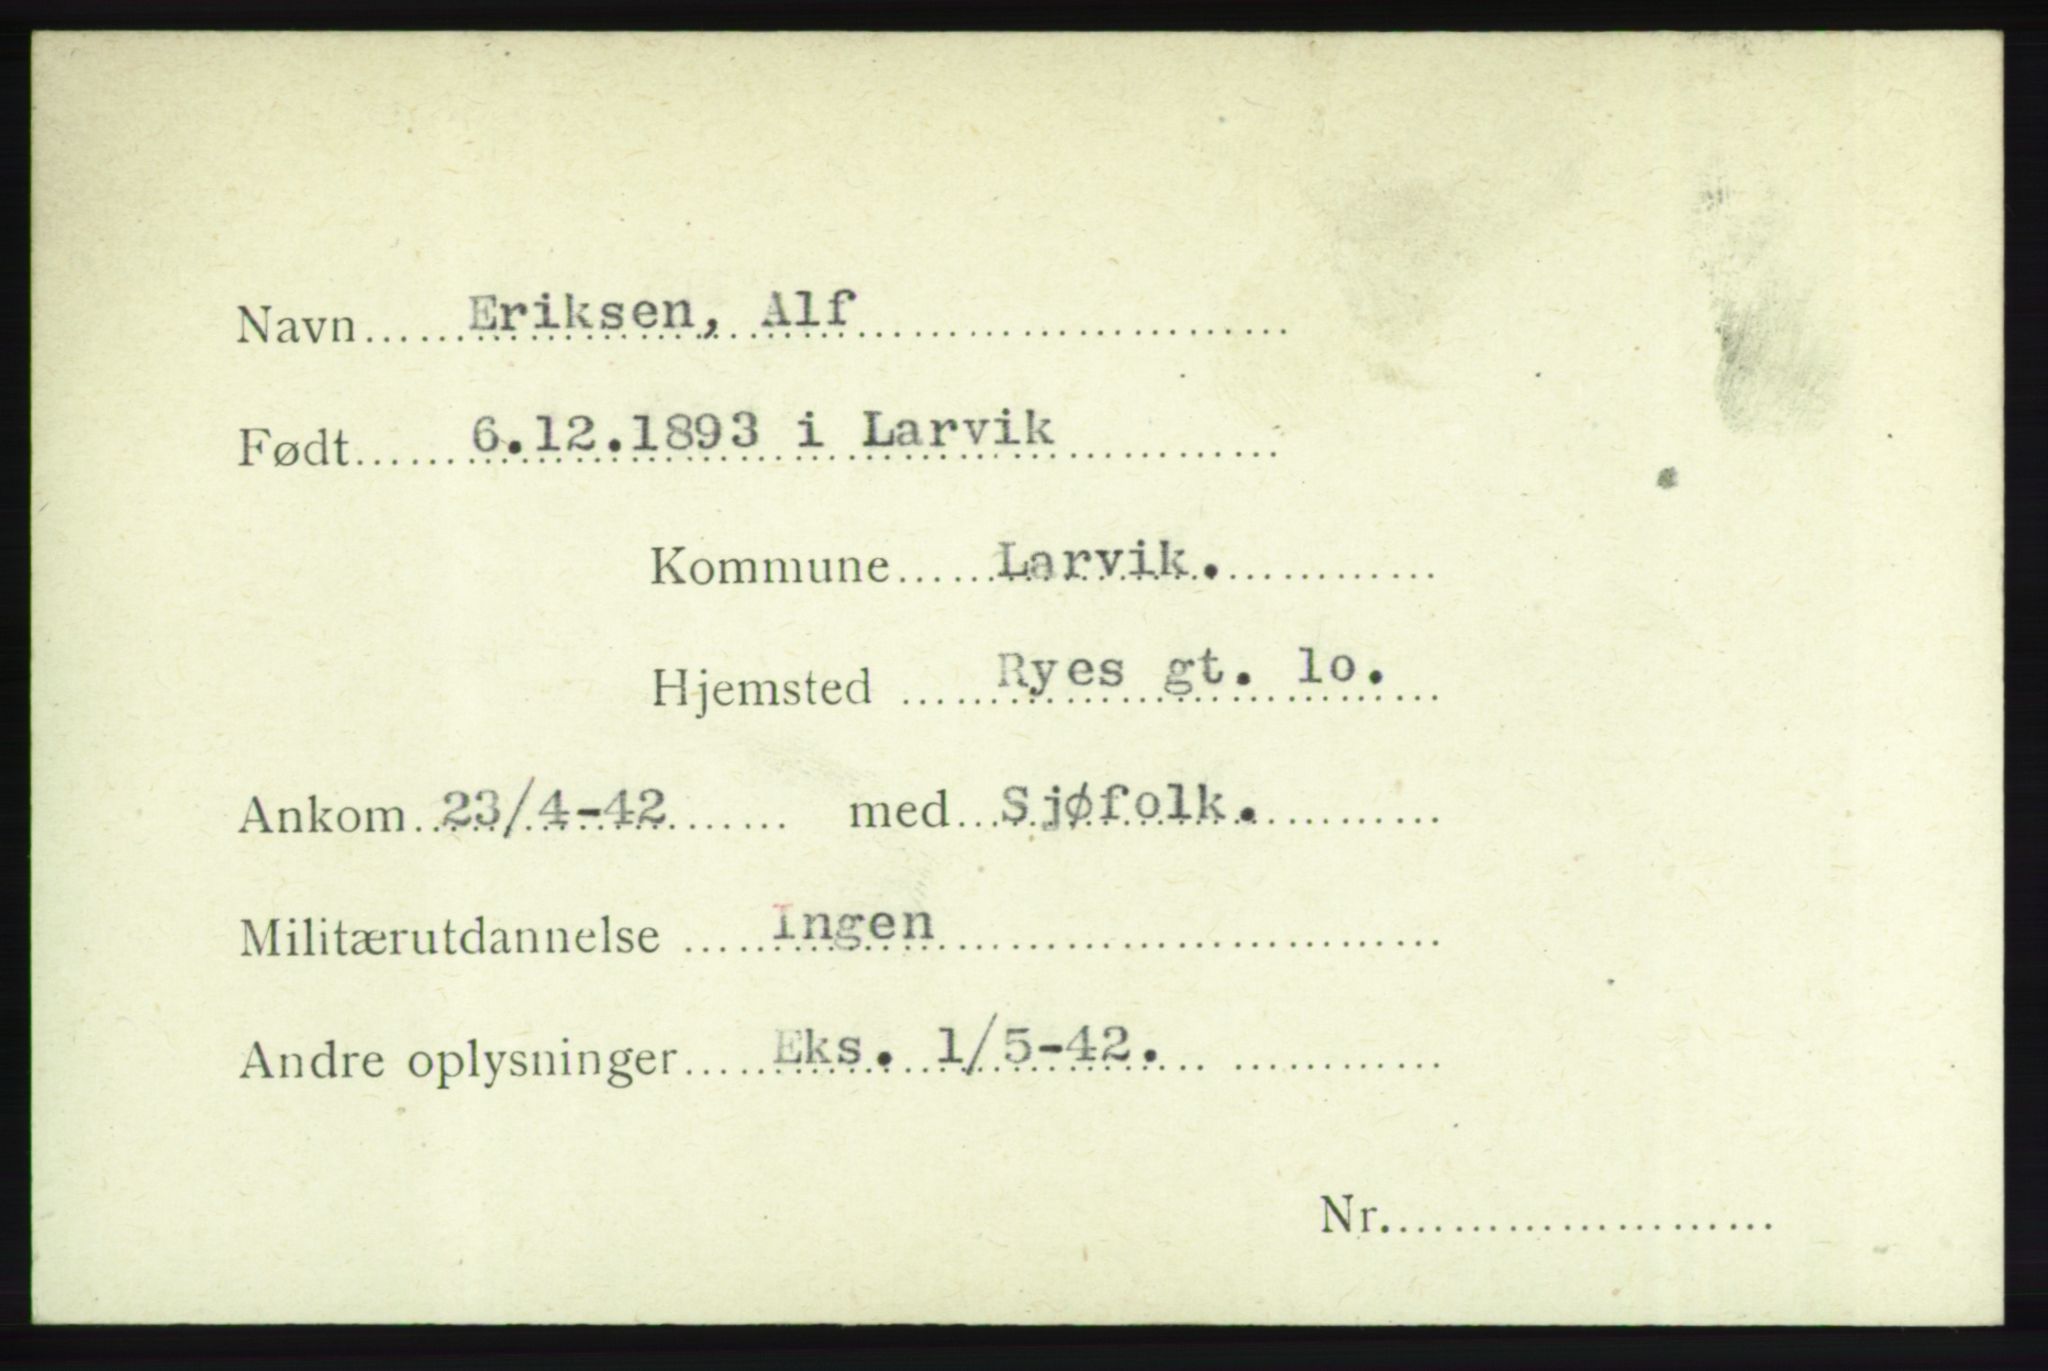 Navn......Eriksen, Alf......
Født......6.12.1893 i Larvik......
Kommune......Larvik.......
Hjemsted ......Ryes gt. lo.
Ankom..23/4-42...... med...Sjøfolk.......
Militærutdannelse ......Ingen......
Andre oplysninger......Eks. 1/5-42.......
Nr.......